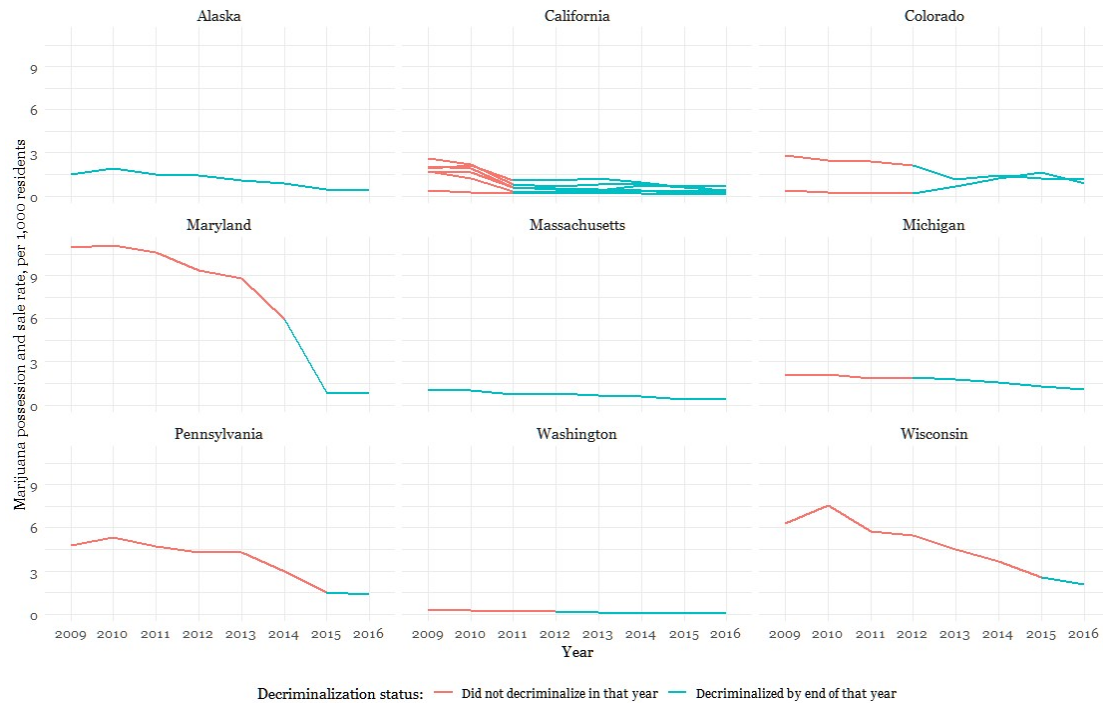 Alaska
California
Colorado
9
6
3
0
Maryland
Massachusetts
Michigan
9
6
3
0
Pennsylvania
Washington
Wisconsin
9
6
3
0
Marijuana possession and sale rate, per 1,000 residents
2009 2010 2011 2012 2013 2014 2015 2016
2009 2010 2011 2012 2013 2014 2015 2016
2009 2010 2011 2012 2013 2014 2015 2016
Year
Decriminalization status: Did not decriminalize in that year Decriminalized by end of that year